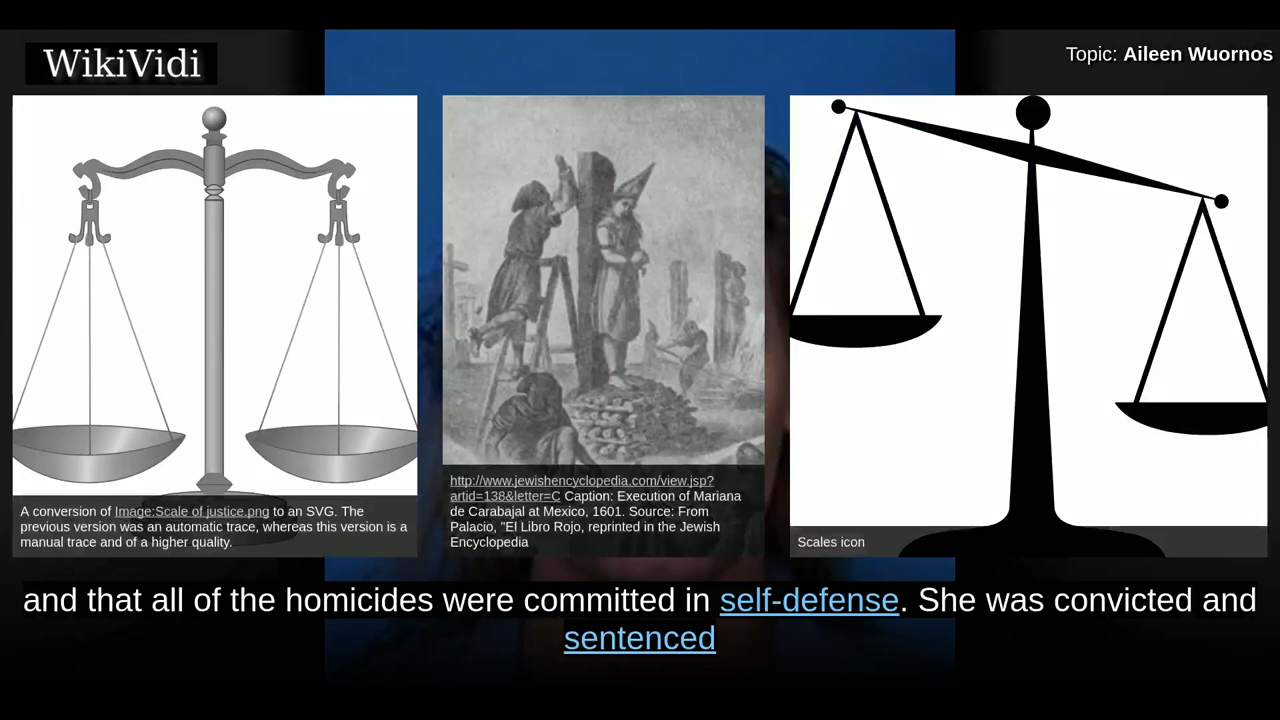 WikiVidi
Topic: Aileen Wuornos
A conversion of Image:Scale of justice.png to an SVG. The
previous version was an automatic trace, whereas this version is a
manual trace and of a higher quality.
http://www.jewishencyclopedia.com/view.jsp?
artid=138&letter=C Caption: Execution of Mariana
de Carabajal at Mexico, 1601. Source: From
Palacio, "El Libro Rojo, reprinted in the Jewish
Encyclopedia
Scales icon
and that all of the homicides were committed in self-defense. She was convicted and
sentenced